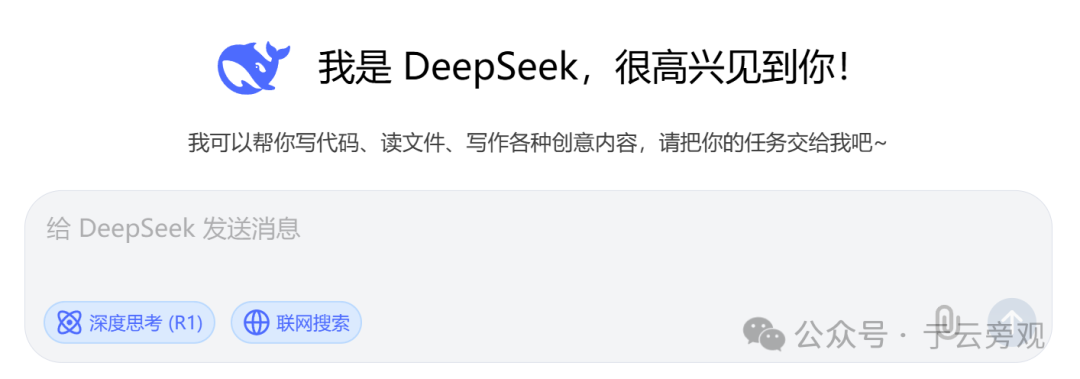 我是 DeepSeek，很高兴见到你！
我可以帮你写代码、读文件、写作各种创意内容，请把你的任务交给我吧~
给 DeepSeek 发送消息
深度思考 (R1)
联网搜索
公众号 · 于云旁观